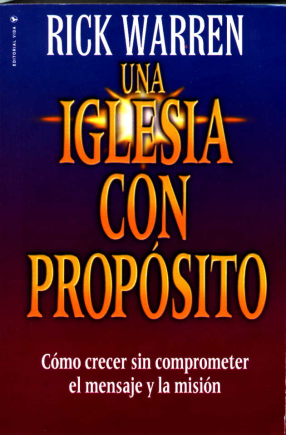 EDITORIAL VIDA
RICK WARREN
UNA
IGLESIA
CON
PROPÓSITO
Cómo crecer sin comprometer
el mensaje y la misión